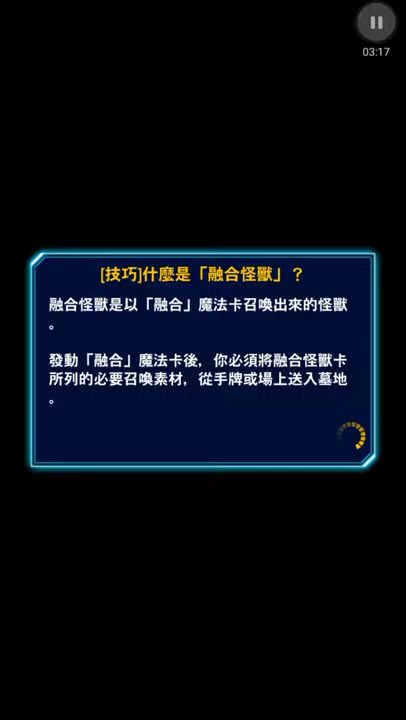 03:17
[技巧]什麼是「融合怪獸」？
融合怪獸是以「融合」魔法卡召喚出來的怪獸
。
發動「融合」魔法卡後，你必須將融合怪獸卡
所列的必要召喚素材，從手牌或場上送入墓地
。